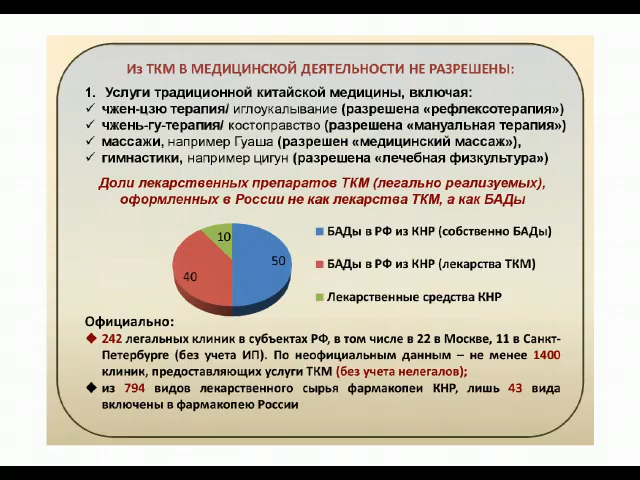 Из ТКМ В МЕДИЦИНСКОЙ ДЕЯТЕЛЬНОСТИ НЕ РАЗРЕШЕНЫ:
1. Услуги традиционной китайской медицины, включая:
✓ чжен-цзю терапия/ иглоукалывание (разрешена «рефлексотерапия»)
✓ чжень-гу-терапия/ костоправство (разрешена «мануальная терапия»)
✓ массажи, например Гуаша (разрешен «медицинский массаж»),
✓ гимнастики, например цигун (разрешена «лечебная физкультура»)
Доли лекарственных препаратов ТКМ (легально реализуемых),
оформленных в России не как лекарства ТКМ, а как БАДы
10
50
40
БАДы в РФ из КНР (собственно БАДы)
БАДы в РФ из КНР (лекарства ТКМ)
Лекарственные средства КНР
Официально:
❖ 242 легальных клиник в субъектах РФ, в том числе в 22 в Москве, 11 в Санкт-
Петербурге (без учета ИП). По неофициальным данным – не менее 1400
клиник, предоставляющих услуги ТКМ (без учета нелегалов);
❖ из 794 видов лекарственного сырья фармакопеи КНР, лишь 43 вида
включены в фармакопею России